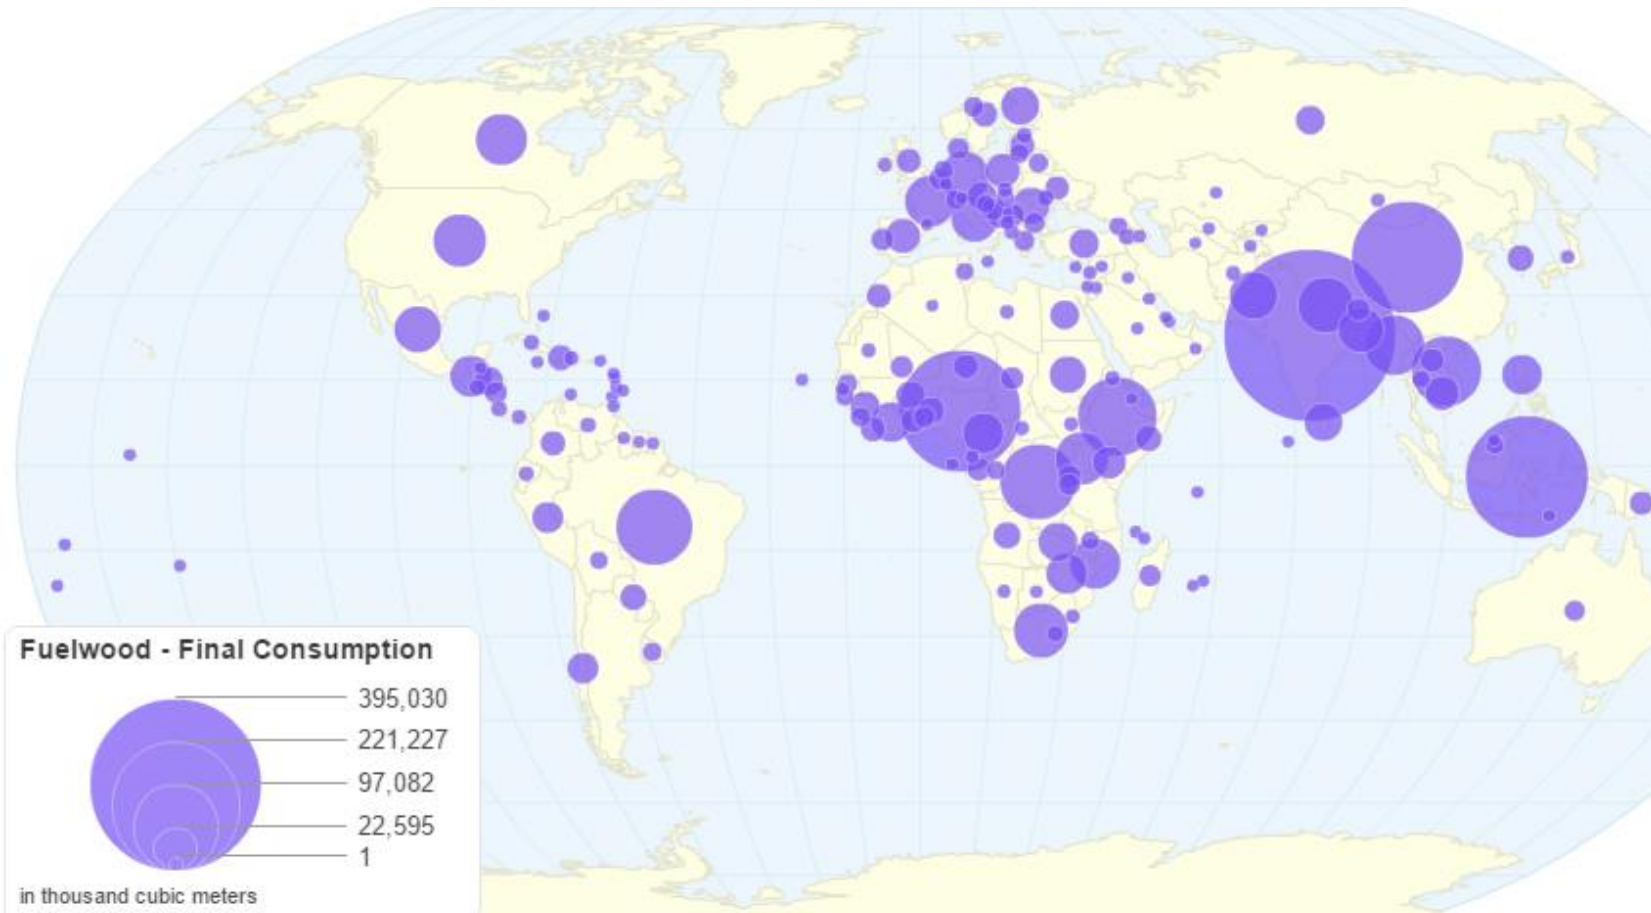 Fuelwood - Final Consumption
395,030
221,227
97,082
22,595
1
in thousand cubic meters